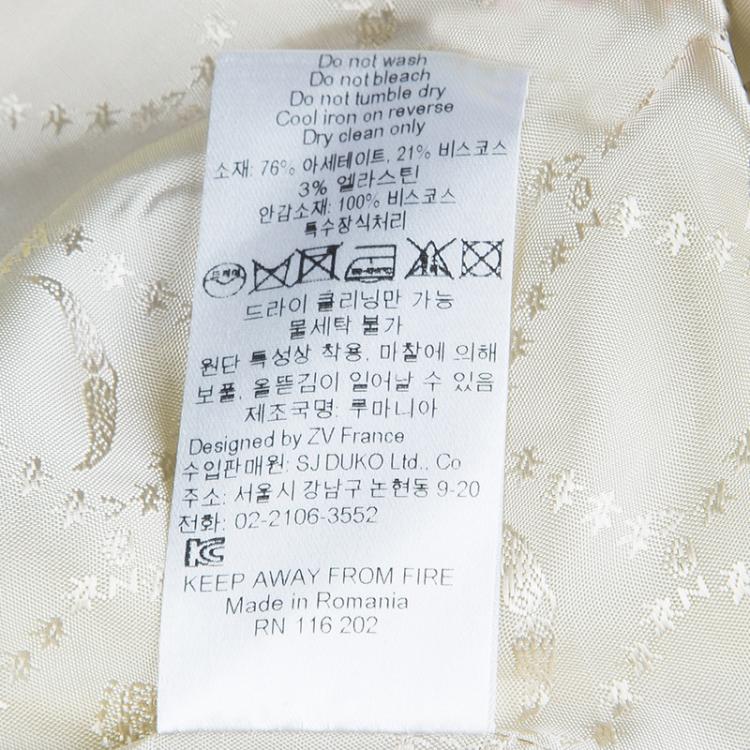 Do not wash
Do not bleach
Do not tumble dry
Cool iron on reverse
Dry clean only
소재: 76% 아세테이트, 21% 비스코스
3% 엘라스틴
안감소재: 100% 비스코스
특수장식처리
드라이
드라이 클리닝만 가능
물세탁 불가
원단 특성상 착용, 마찰에 의해
보풀, 올뜯김이 일어날 수 있음
제조국명: 루마니아
Designed by ZV France
수입판매원: SJ DUKO Ltd., Co
주소: 서울시 강남구 논현동 9-20
전화: 02-2106-3552
KC
KEEP AWAY FROM FIRE
Made in Romania
RN 116 202